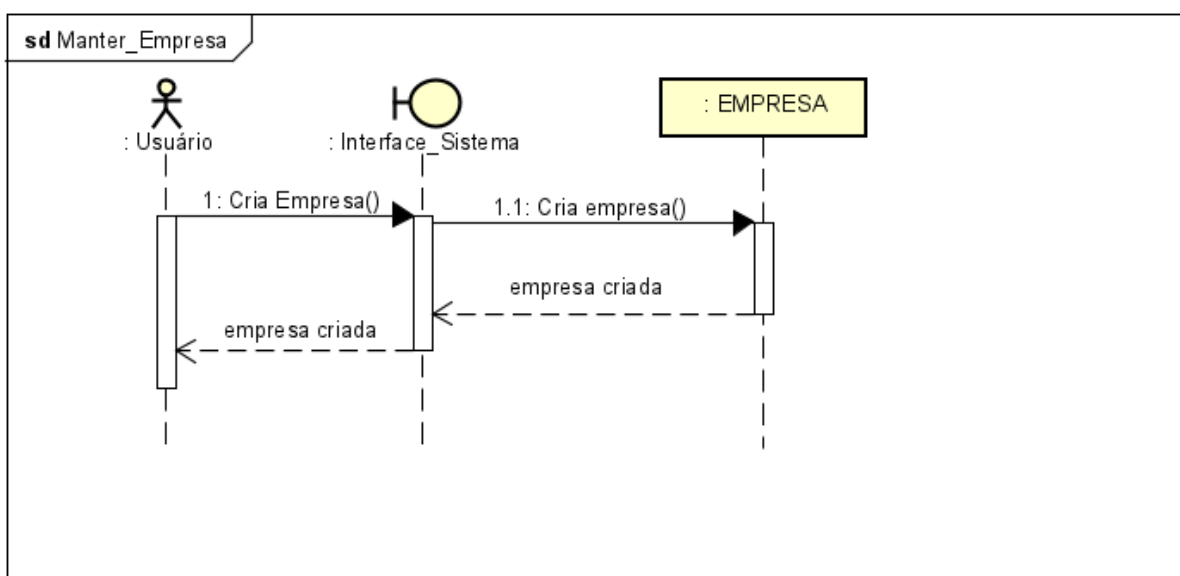 sd Manter_Empresa
: Usuário
: Interface_Sistema
: EMPRESA
1: Cria Empresa()
1.1: Cria empresa()
empresa criada
empresa criada